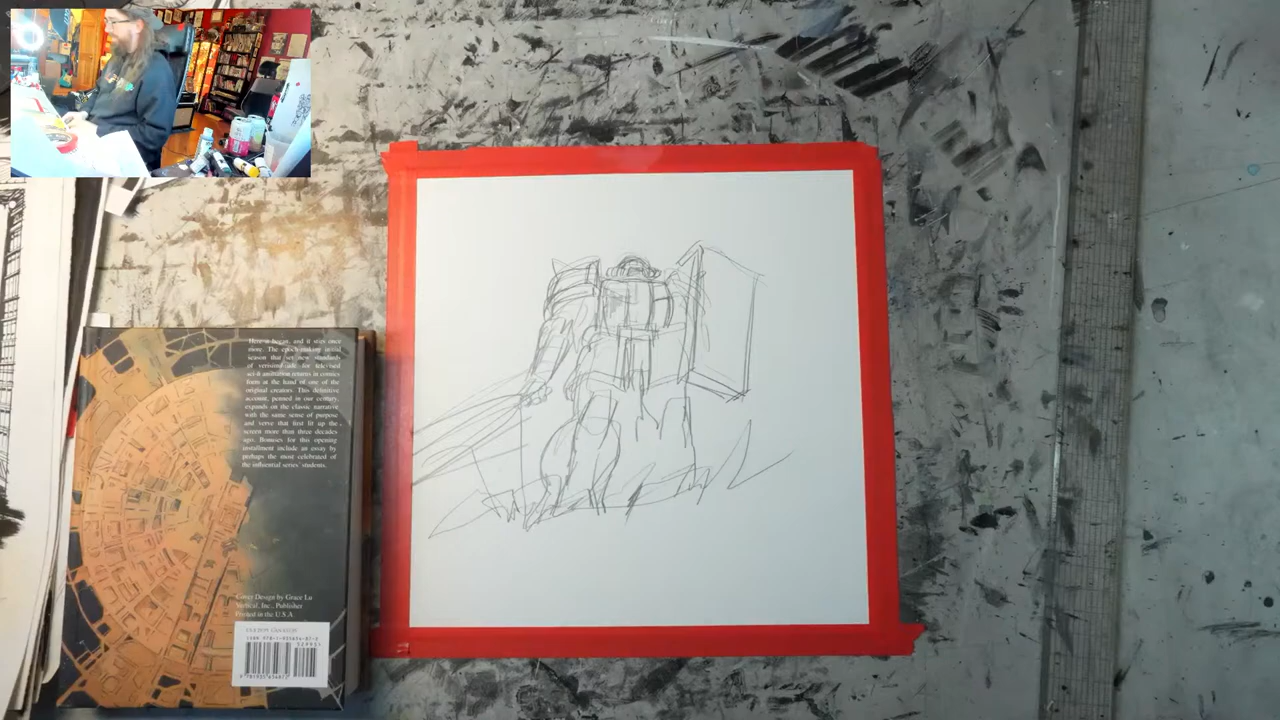 Here it began, and it stirs once
more. The epoch-making initial
season that set new standards
of verisimilitude for televised
sci-fi animation returns in comics
form at the hand of one of the
original creators. This definitive
account, penned in our century,
expands on the classic narrative
with the same sense of purpose
and verve that first lit up the
screen more than three decades
ago. Bonuses for this opening
installment include an essay by
perhaps the most celebrated of
the influential series' students.
Cover Design by Grace Lu
Vertical, Inc., Publisher
Printed in the U.S.A.